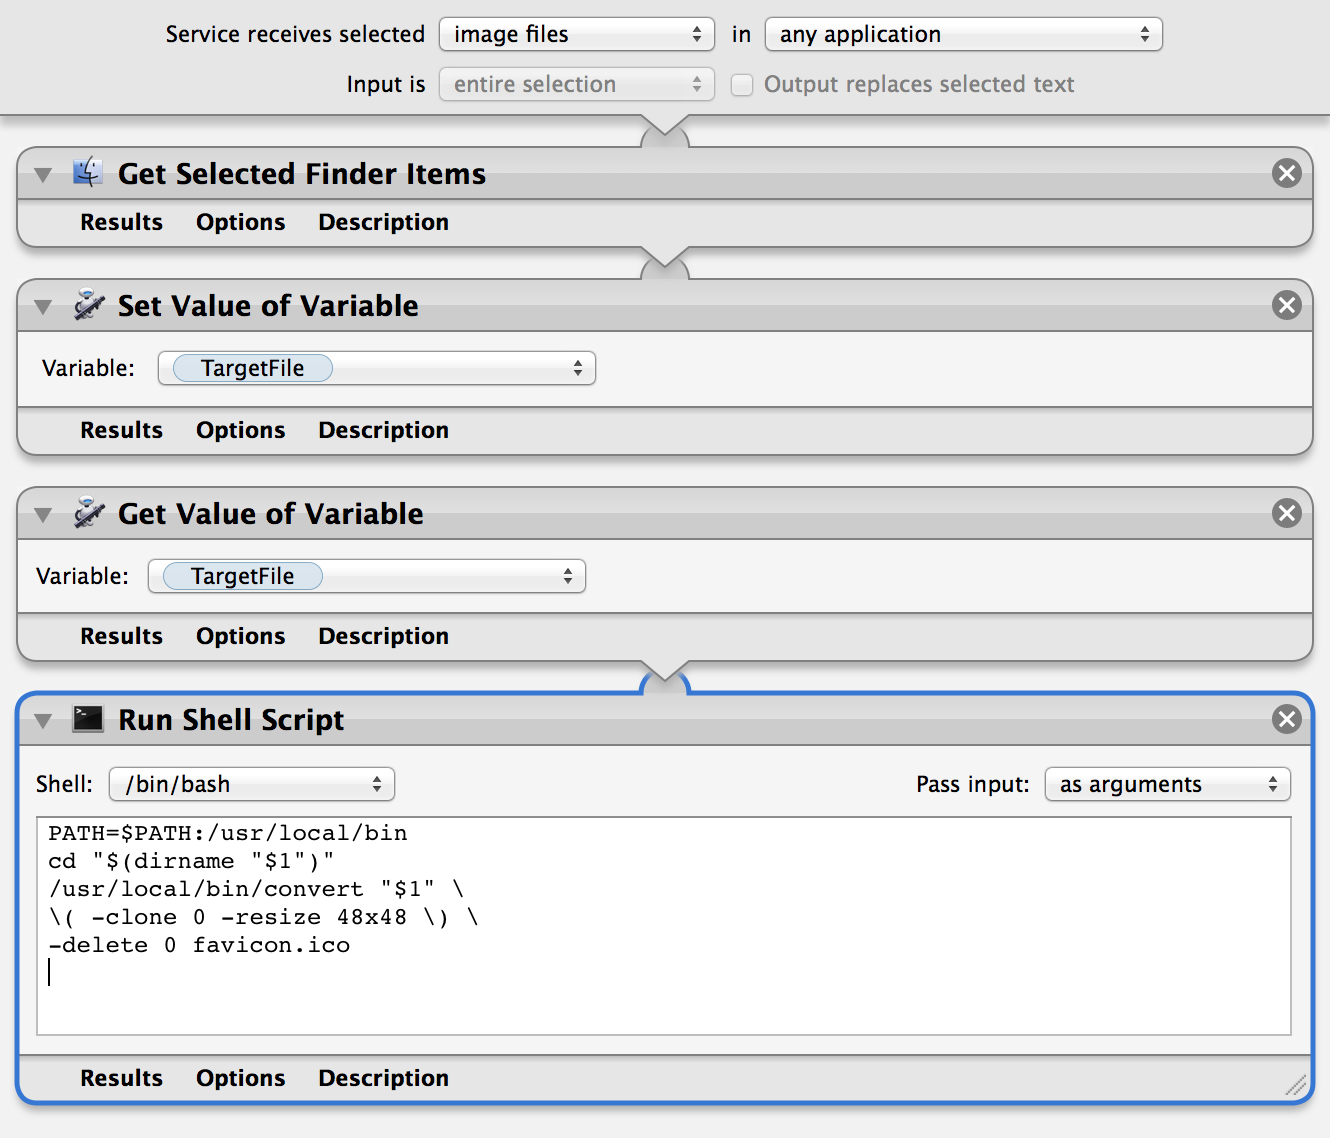 Service receives selected image files in any application
Input is entire selection Output replaces selected text
Get Selected Finder Items
Results Options Description
Set Value of Variable
Variable: TargetFile
Results Options Description
Get Value of Variable
Variable: TargetFile
Results Options Description
Run Shell Script
Shell: /bin/bash Pass input: as arguments
PATH=$PATH:/usr/local/bin
cd "$(dirname "$1")"
/usr/local/bin/convert "$1" \
\( -clone 0 -resize 48x48 \) \
-delete 0 favicon.ico
Results Options Description